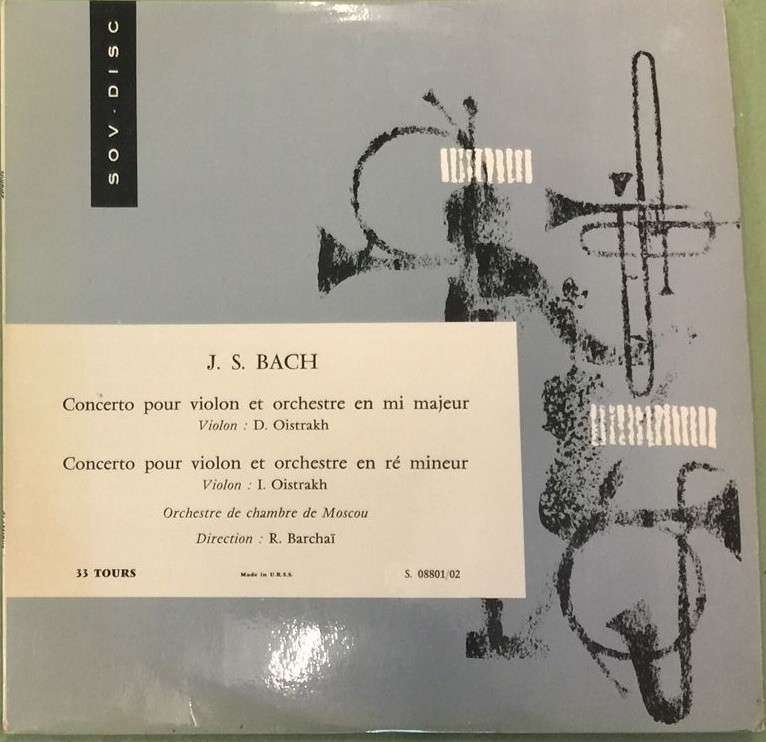 SOV·DISC
J. S. BACH
Concerto pour violon et orchestre en mi majeur
Violon : D. Oistrakh
Concerto pour violon et orchestre en ré mineur
Violon : I. Oistrakh
Orchestre de chambre de Moscou
Direction : R. Barchaï
33 TOURS Made in U.R.S.S. S. 08801/02